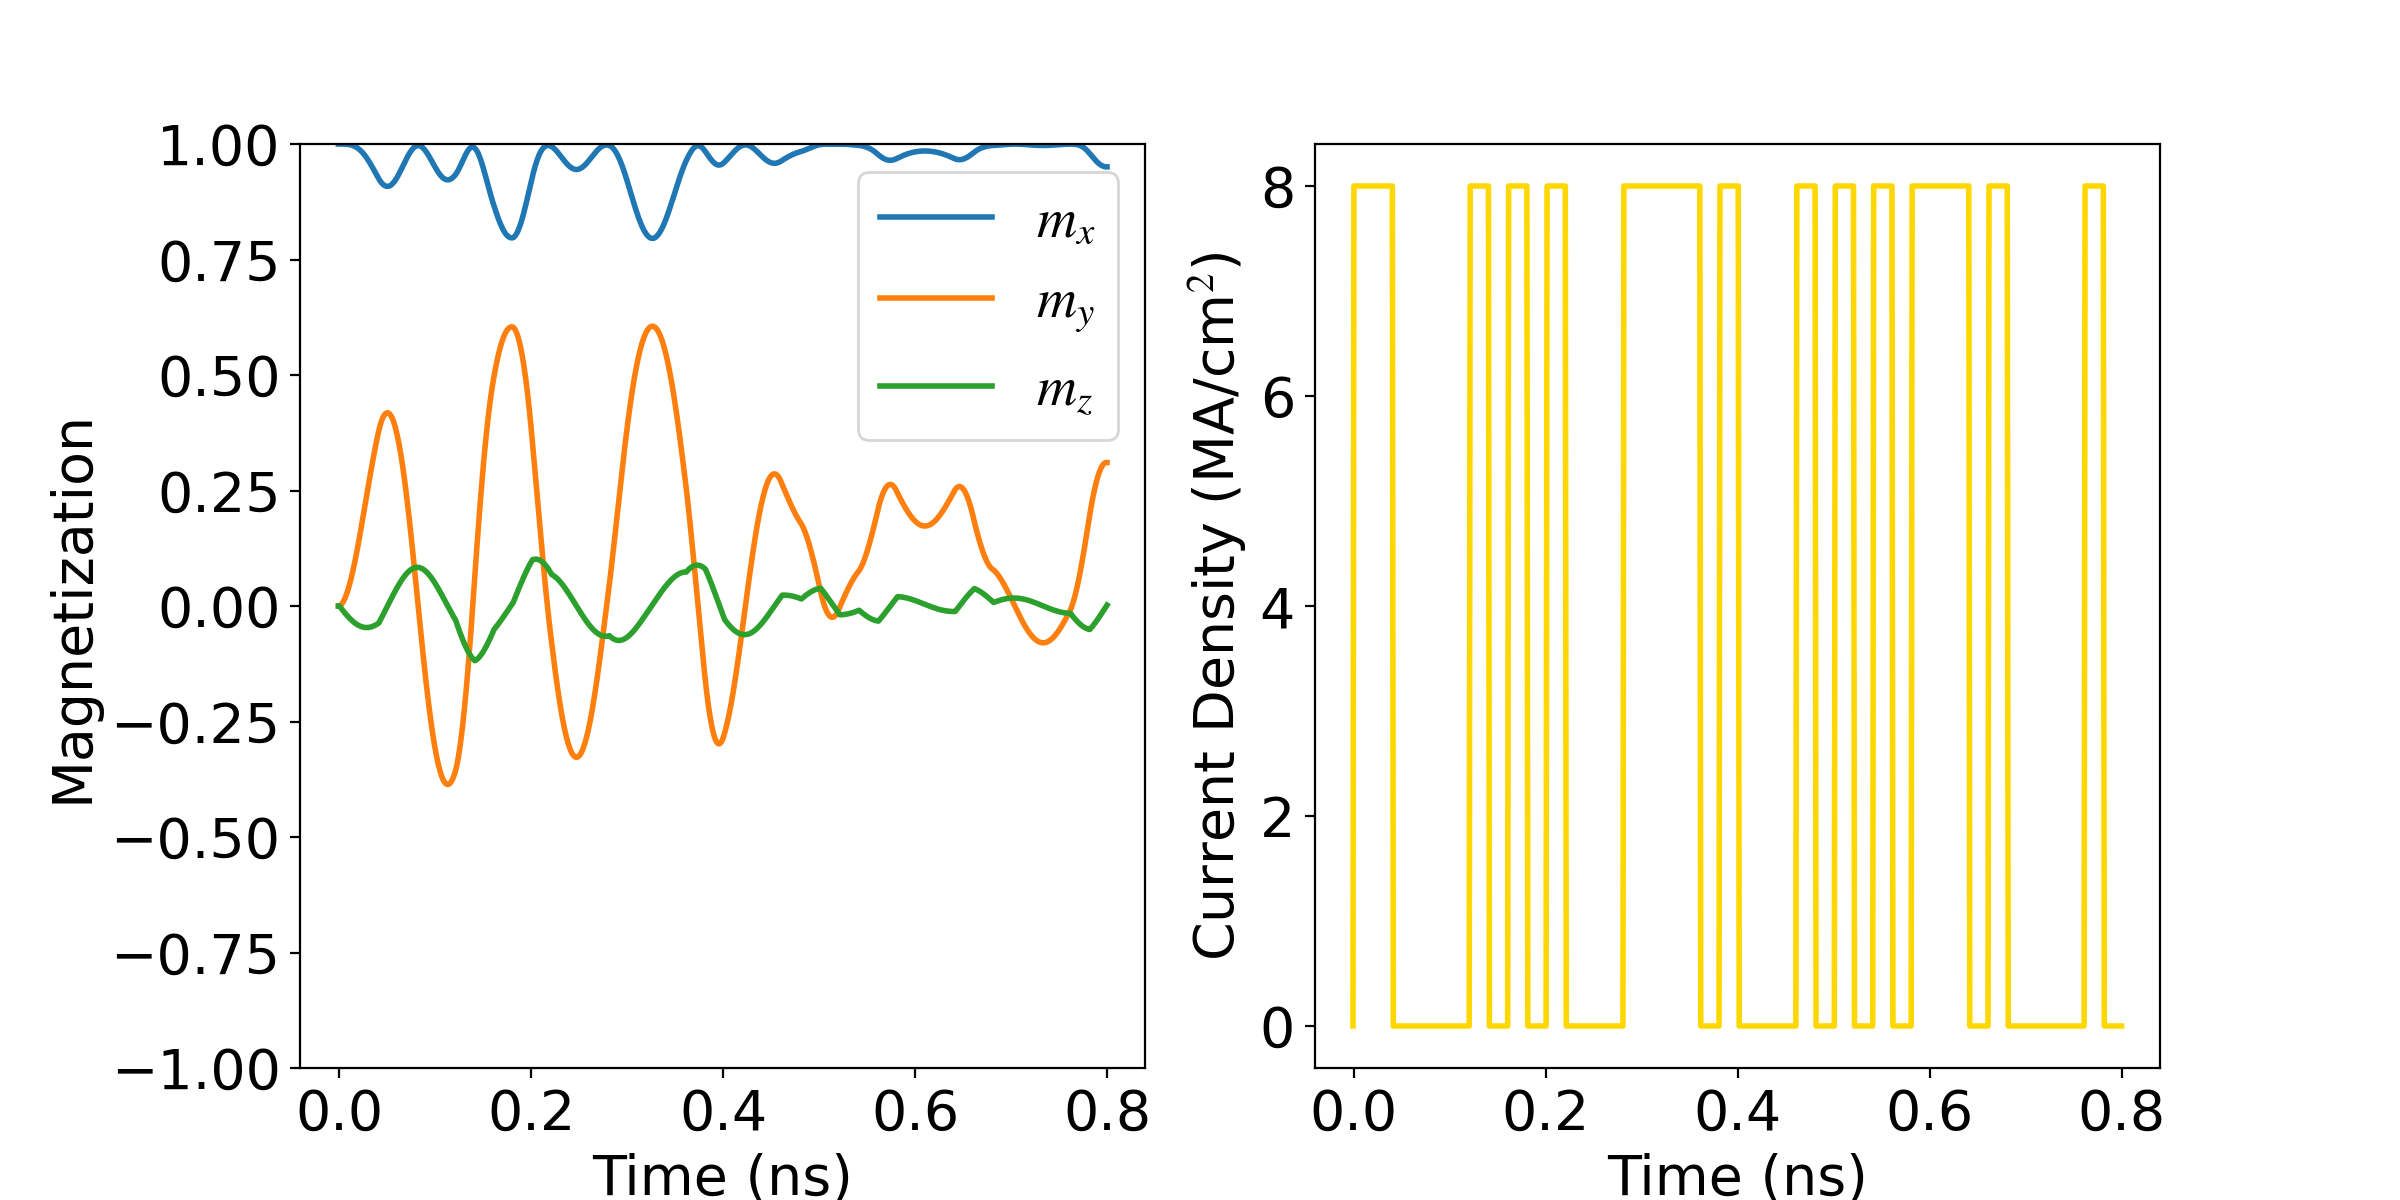 1.00
0.75
0.50
0.25
0.00
−0.25
−0.50
−0.75
−1.00
Magnetization
0.0 0.2 0.4 0.6 0.8
Time (ns)
m_x
m_y
m_z
8
6
4
2
0
Current Density (MA/cm²)
0.0 0.2 0.4 0.6 0.8
Time (ns)